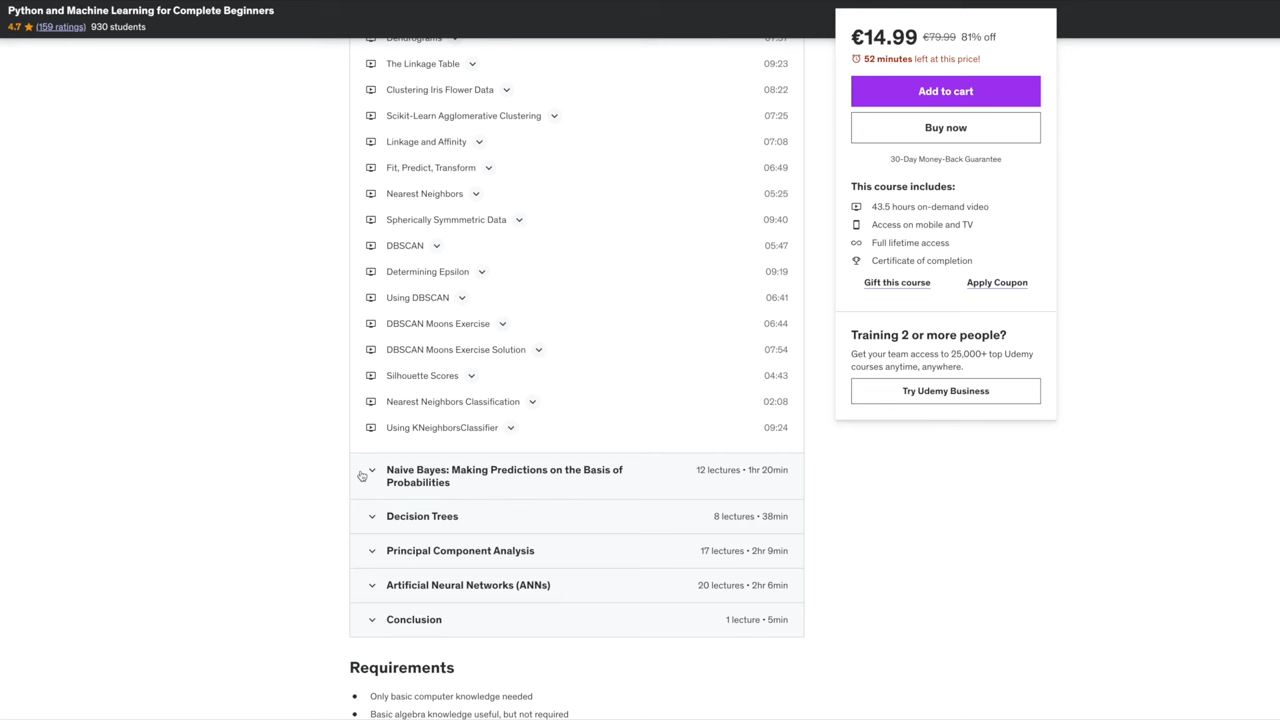 Python and Machine Learning for Complete Beginners
4.7 (159 ratings) 930 students
Dendrograms
The Linkage Table 09:23
Clustering Iris Flower Data 08:22
Scikit-Learn Agglomerative Clustering 07:25
Linkage and Affinity 07:08
Fit, Predict, Transform 06:49
Nearest Neighbors 05:25
Spherically Symmmetric Data 09:40
DBSCAN 05:47
Determining Epsilon 09:19
Using DBSCAN 06:41
DBSCAN Moons Exercise 06:44
DBSCAN Moons Exercise Solution 07:54
Silhouette Scores 04:43
Nearest Neighbors Classification 02:08
Using KNeighborsClassifier 09:24
Naive Bayes: Making Predictions on the Basis of 12 lectures • 1hr 20min
Probabilities
Decision Trees 8 lectures • 38min
Principal Component Analysis 17 lectures • 2hr 9min
Artificial Neural Networks (ANNs) 20 lectures • 2hr 6min
Conclusion 1 lecture • 5min
Requirements
• Only basic computer knowledge needed
• Basic algebra knowledge useful, but not required
€14.99 €79.99 81% off
52 minutes left at this price!
Add to cart
Buy now
30-Day Money-Back Guarantee
This course includes:
43.5 hours on-demand video
Access on mobile and TV
Full lifetime access
Certificate of completion
Gift this course Apply Coupon
Training 2 or more people?
Get your team access to 25,000+ top Udemy
courses anytime, anywhere.
Try Udemy Business